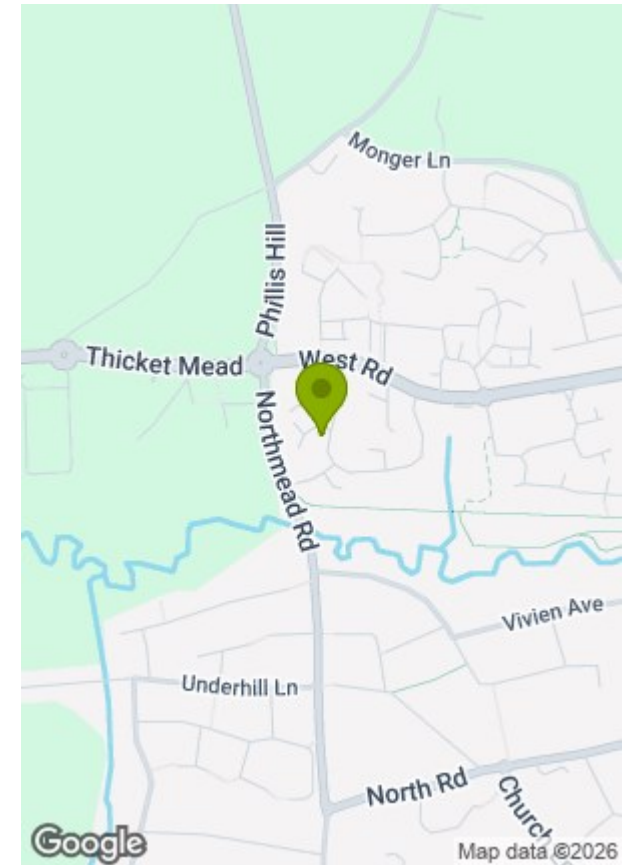 Monger Ln
Phillis Hill
Thicket Mead
West Rd
Northmead Rd
Vivien Ave
Underhill Ln
North Rd
Church
Google
Map data ©2026